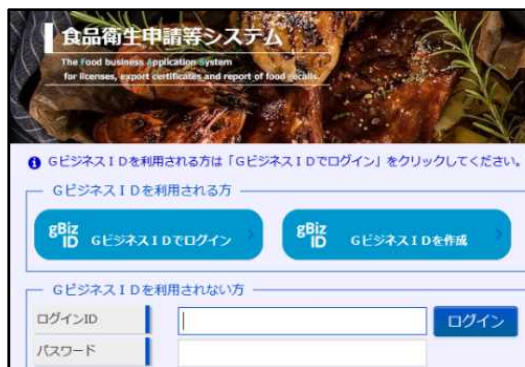 食品衛生申請等システム
The Food business Application System
for licenses, export certificates and report of food recalls.
GビジネスIDを利用される方は「GビジネスIDでログイン」をクリックしてください。
GビジネスIDを利用される方
gBiz ID GビジネスIDでログイン
gBiz ID GビジネスIDを作成
GビジネスIDを利用されない方
ログインID
ログイン
パスワード